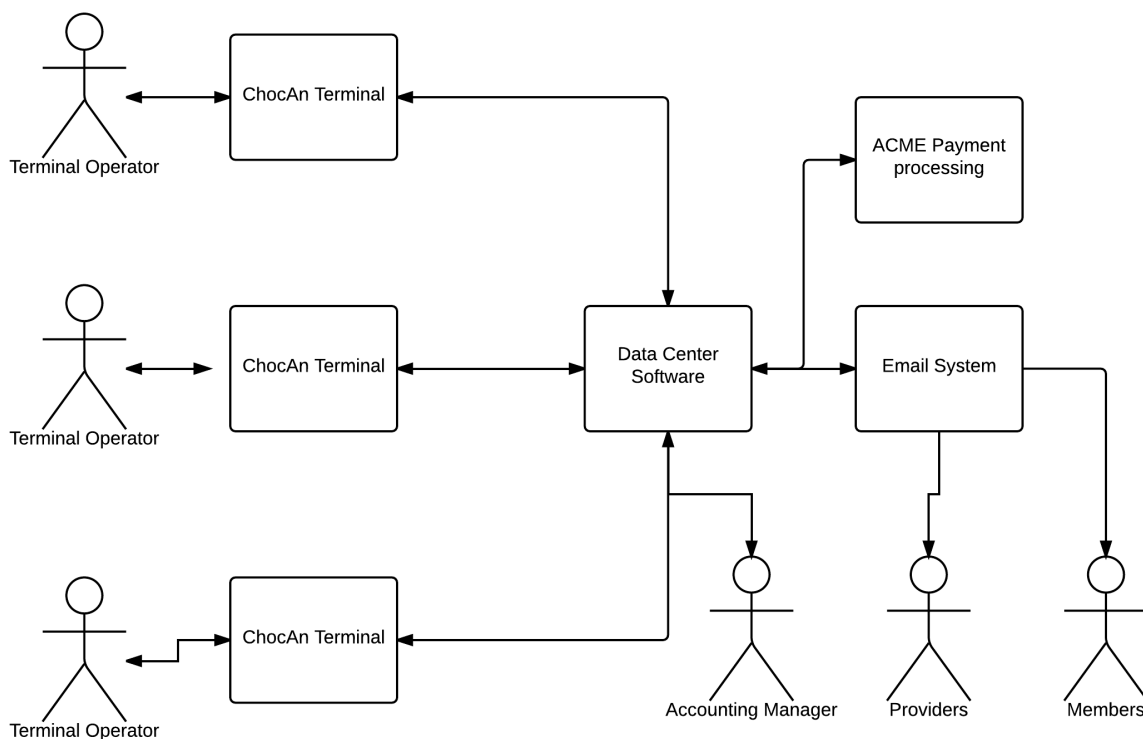 ChocAn Terminal
Terminal Operator
ACME Payment
processing
ChocAn Terminal
Terminal Operator
Data Center
Software
Email System
ChocAn Terminal
Terminal Operator
Accounting Manager
Providers
Members